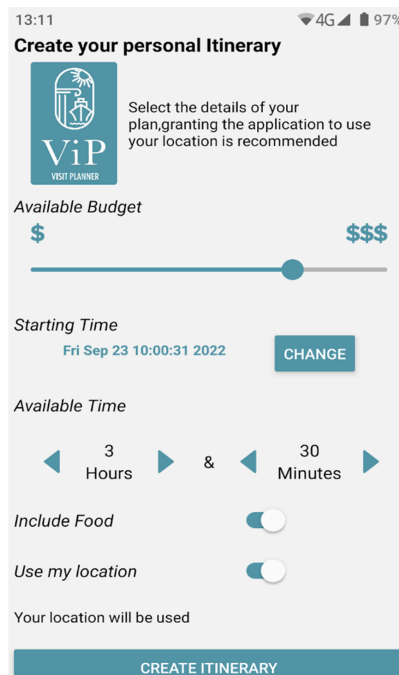 13:11
4G 97%
Create your personal Itinerary
Select the details of your
plan,granting the application to use
your location is recommended
ViP
VISIT PLANNER
Available Budget
$ $$$
Starting Time
Fri Sep 23 10:00:31 2022
CHANGE
Available Time
3 & 30
Hours Minutes
Include Food
Use my location
Your location will be used
CREATE ITINERARY